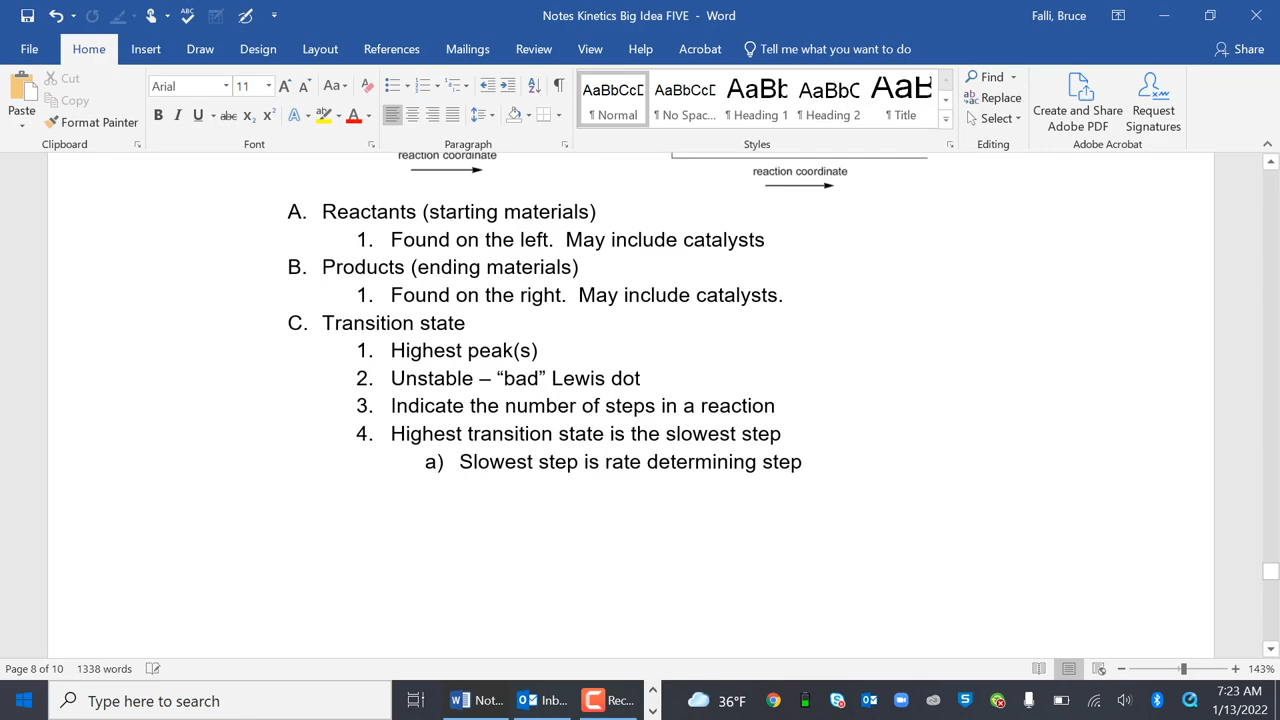 Notes Kinetics Big Idea FIVE - Word
Falli, Bruce
File Home Insert Draw Design Layout References Mailings Review View Help Acrobat Tell me what you want to do Share
Paste
Cut
Copy
Format Painter
Arial 11
AaBbCcD
¶ Normal
AaBbCcD
¶ No Spac...
AaBb
¶ Heading 1
AaBbC
¶ Heading 2
AaBb
¶ Title
Find
Replace
Select
Create and Share
Adobe PDF
Request
Signatures
Clipboard Font Paragraph Styles Editing Adobe Acrobat
reaction coordinate
reaction coordinate
A. Reactants (starting materials)
1. Found on the left. May include catalysts
B. Products (ending materials)
1. Found on the right. May include catalysts.
C. Transition state
1. Highest peak(s)
2. Unstable – “bad” Lewis dot
3. Indicate the number of steps in a reaction
4. Highest transition state is the slowest step
a) Slowest step is rate determining step
Page 8 of 10 1338 words 143%
Type here to search Not... Inb... Rec... 36°F 7:23 AM
1/13/2022